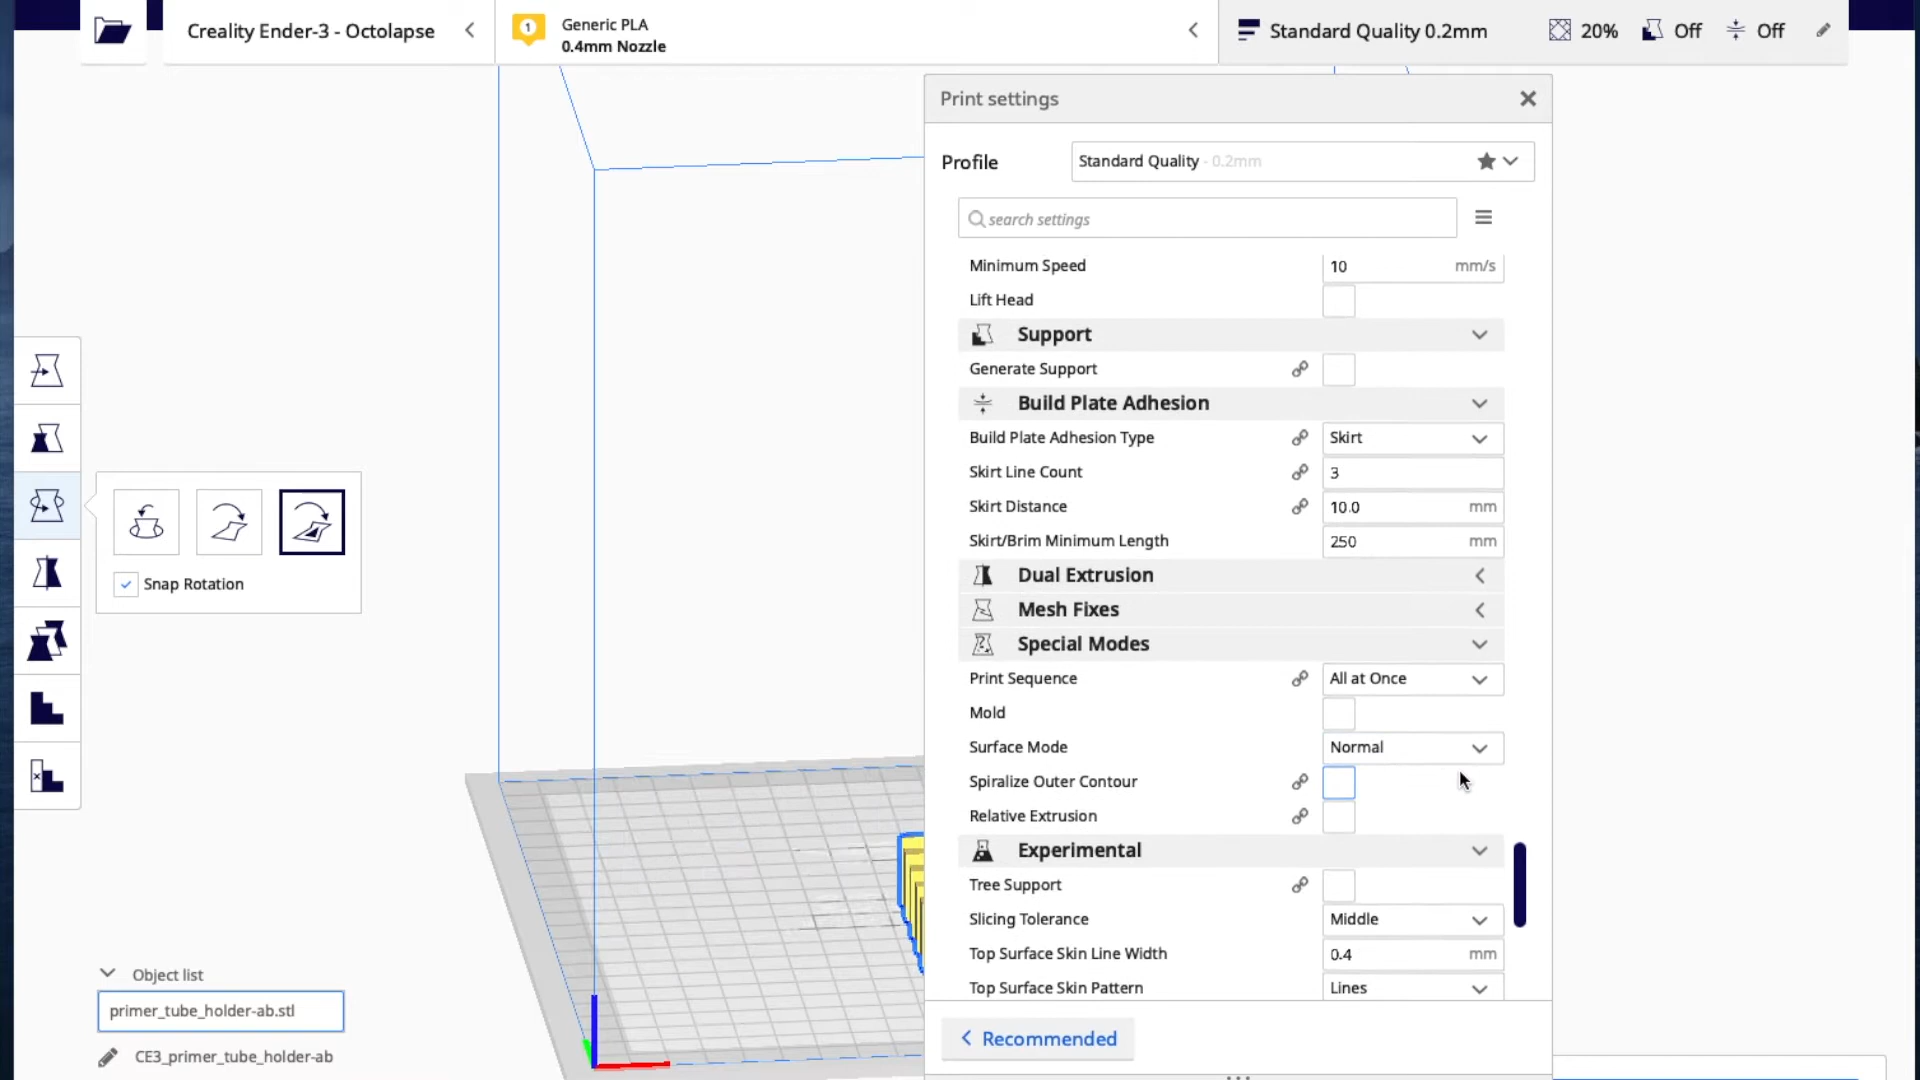 Creality Ender-3 - Octolapse
1
Generic PLA
0.4mm Nozzle
Standard Quality 0.2mm
20%
Off
Off
Print settings
Profile
Standard Quality - 0.2mm
search settings
Minimum Speed 10 mm/s
Lift Head
Support
Generate Support
Build Plate Adhesion
Build Plate Adhesion Type Skirt
Skirt Line Count 3
Skirt Distance 10.0 mm
Skirt/Brim Minimum Length 250 mm
Dual Extrusion
Mesh Fixes
Special Modes
Print Sequence All at Once
Mold
Surface Mode Normal
Spiralize Outer Contour
Relative Extrusion
Experimental
Tree Support
Slicing Tolerance Middle
Top Surface Skin Line Width 0.4 mm
Top Surface Skin Pattern Lines
Recommended
Snap Rotation
Object list
primer_tube_holder-ab.stl
CE3_primer_tube_holder-ab